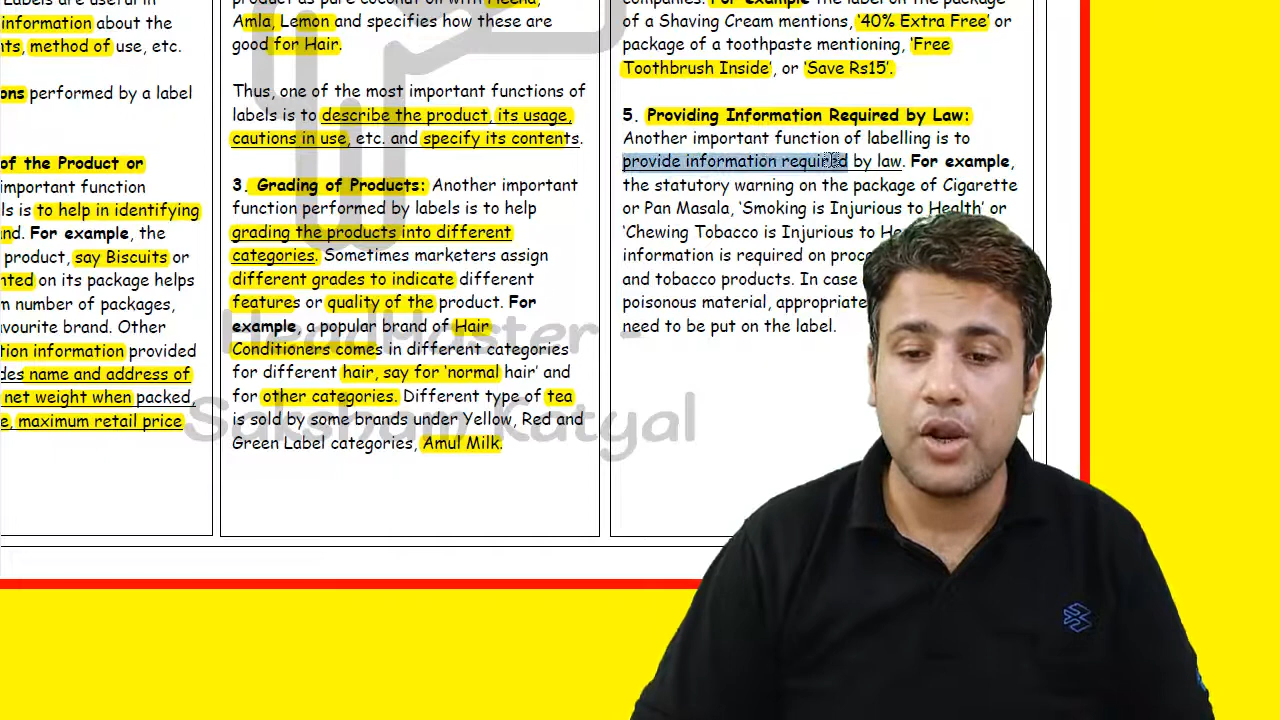 Labels are useful in
information about the
nts, method of use, etc.
ons performed by a label
of the Product or
important function
ls is to help in identifying
nd. For example, the
product, say Biscuits or
nted on its package helps
m number of packages,
avourite brand. Other
tion information provided
des name and address of
net weight when packed,
e, maximum retail price
product as pure coconut oil with Heena,
Amla, Lemon and specifies how these are
good for Hair.
Thus, one of the most important functions of
labels is to describe the product, its usage,
cautions in use, etc. and specify its contents.
3. Grading of Products: Another important
function performed by labels is to help
grading the products into different
categories. Sometimes marketers assign
different grades to indicate different
features or quality of the product. For
example, a popular brand of Hair
Conditioners comes in different categories
for different hair, say for ‘normal hair’ and
for other categories. Different type of tea
is sold by some brands under Yellow, Red and
Green Label categories, Amul Milk.
companies. For example the label on the package
of a Shaving Cream mentions, ‘40% Extra Free’ or
package of a toothpaste mentioning, ‘Free
Toothbrush Inside’, or ‘Save Rs15’.
5. Providing Information Required by Law:
Another important function of labelling is to
provide information required by law. For example,
the statutory warning on the package of Cigarette
or Pan Masala, ‘Smoking is Injurious to Health’ or
‘Chewing Tobacco is Injurious to He
information is required on proc
and tobacco products. In case
poisonous material, appropriate
need to be put on the label.
HeadMaster -
Saksham Katyal